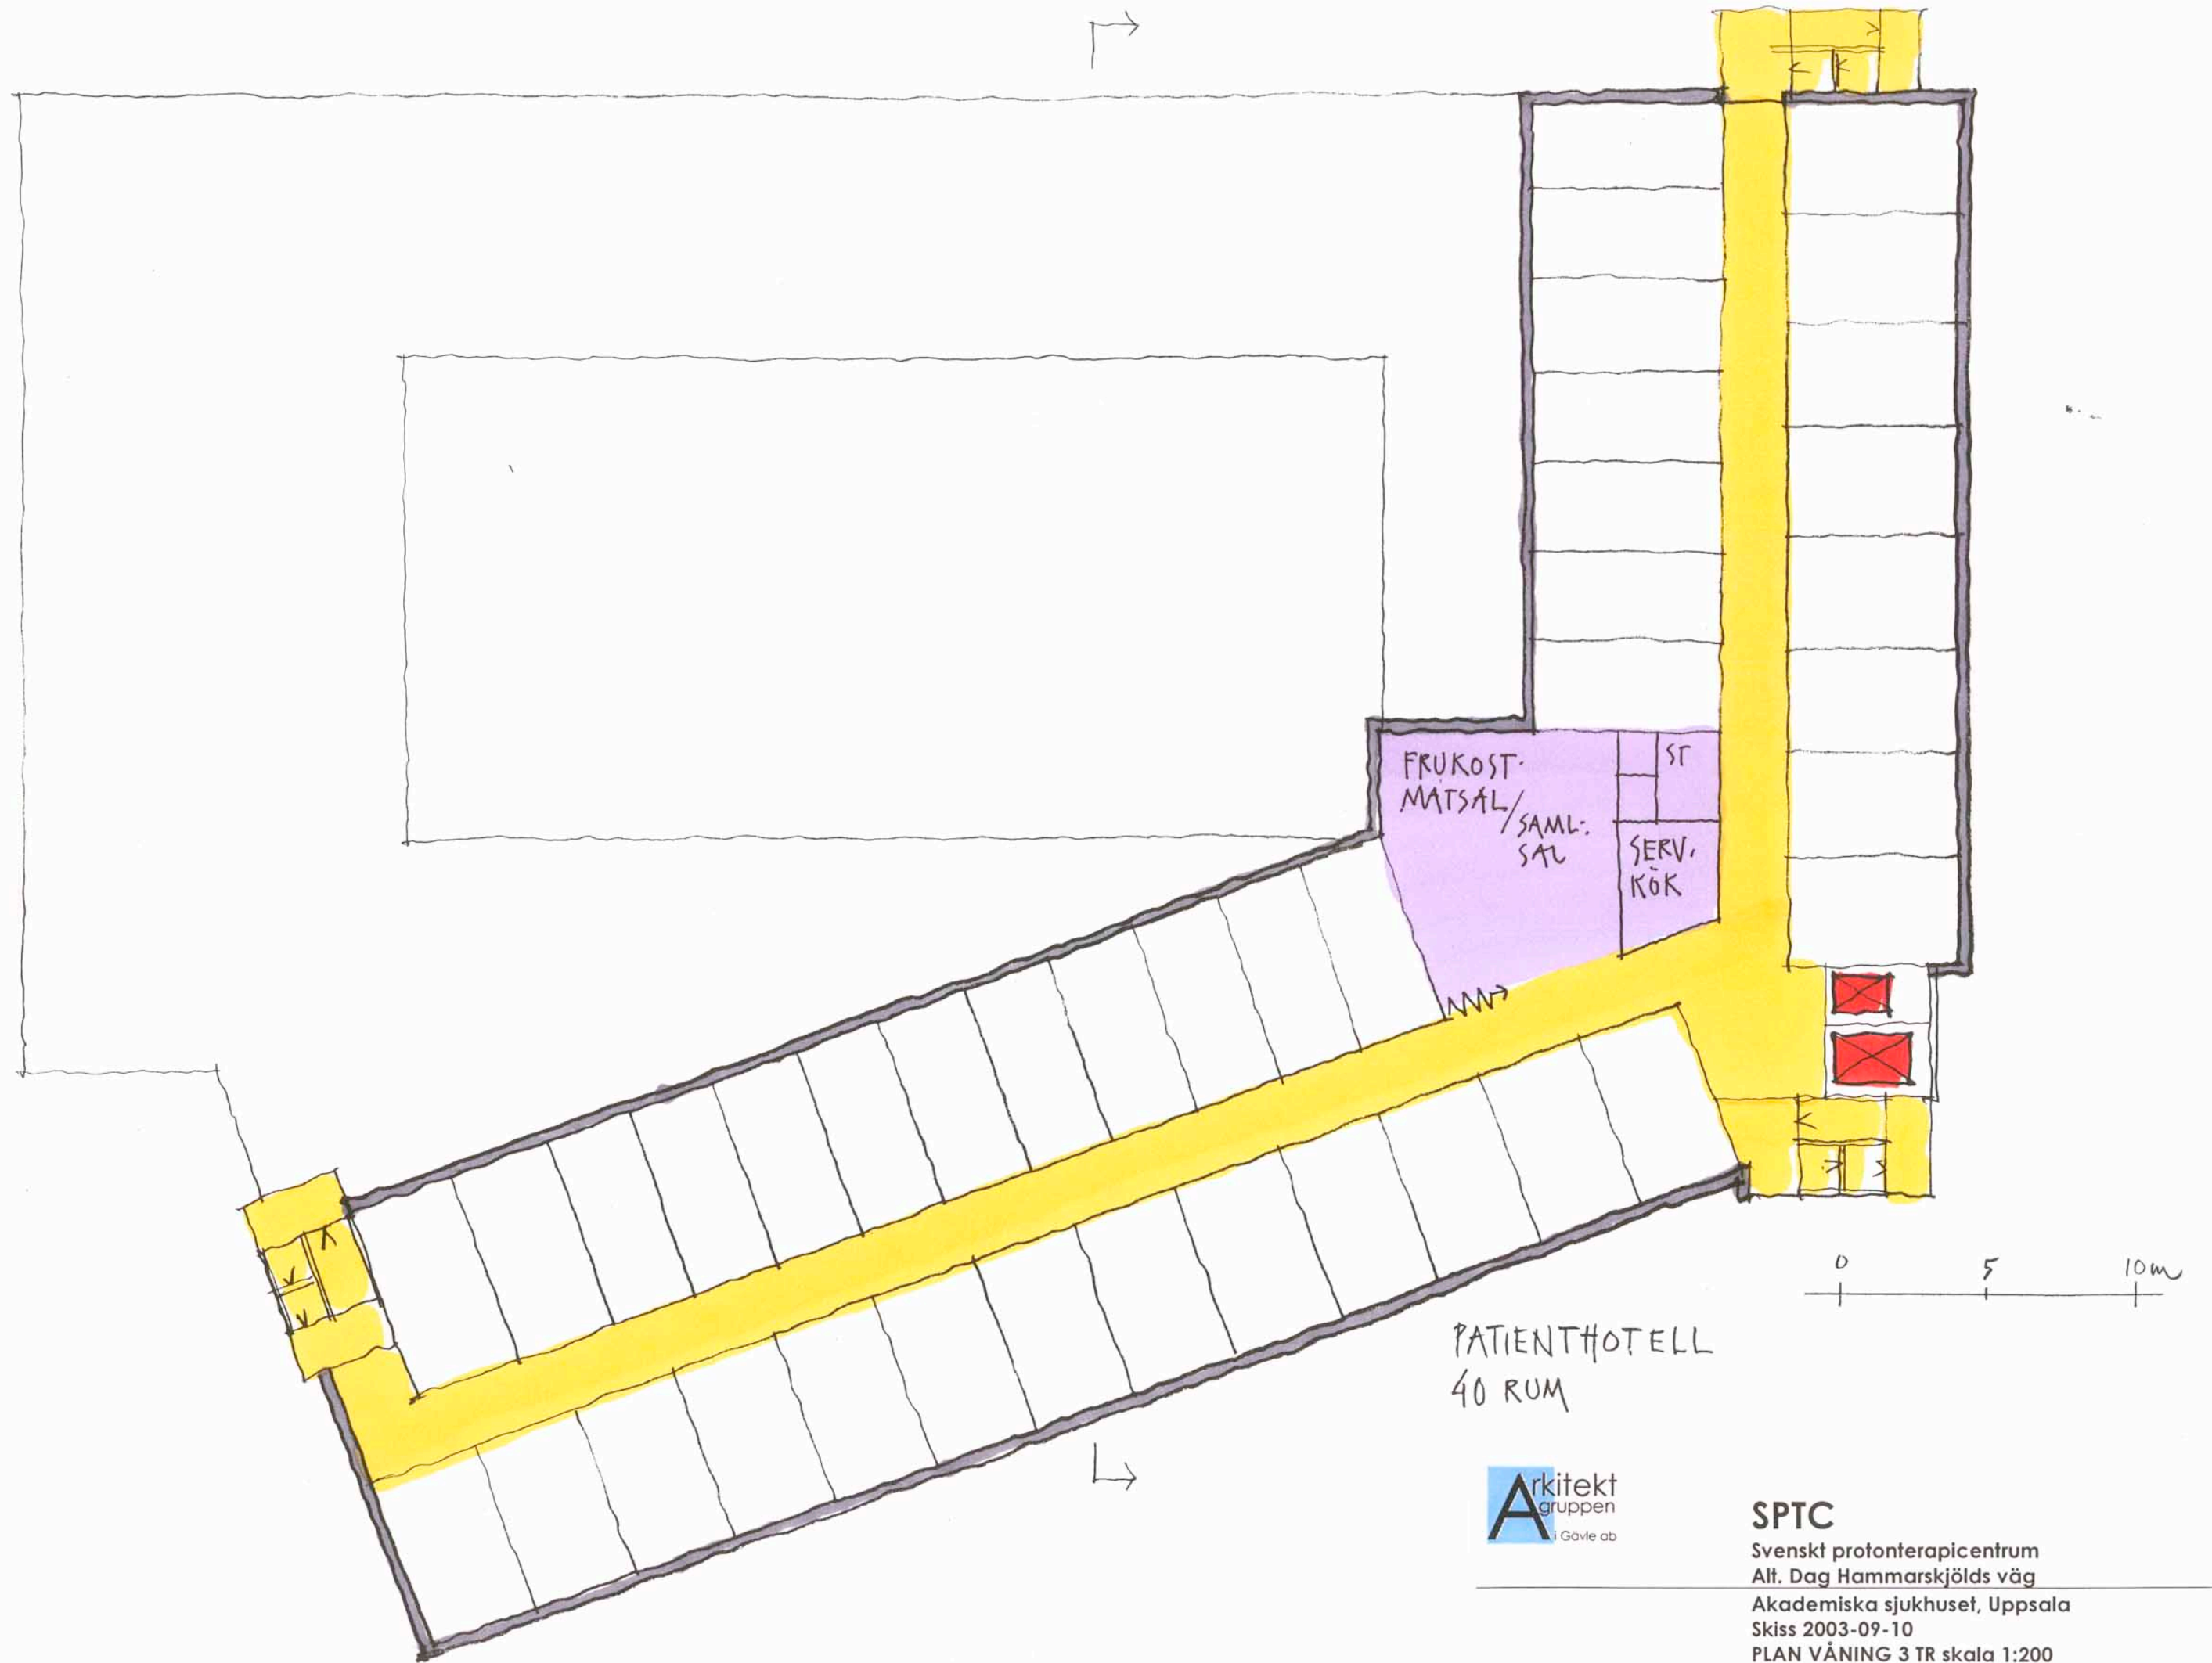 FRUKOST-
MATSAL/
SAML.
SAL
ST
SERV.
KÖK
0 5 10m
PATIENTHOTELL
40 RUM
Arkitekt
gruppen
i Gävle ab
SPTC
Svenskt protonterapicentrum
Alt. Dag Hammarskjölds väg
Akademiska sjukhuset, Uppsala
Skiss 2003-09-10
PLAN VÅNING 3 TR skala 1:200